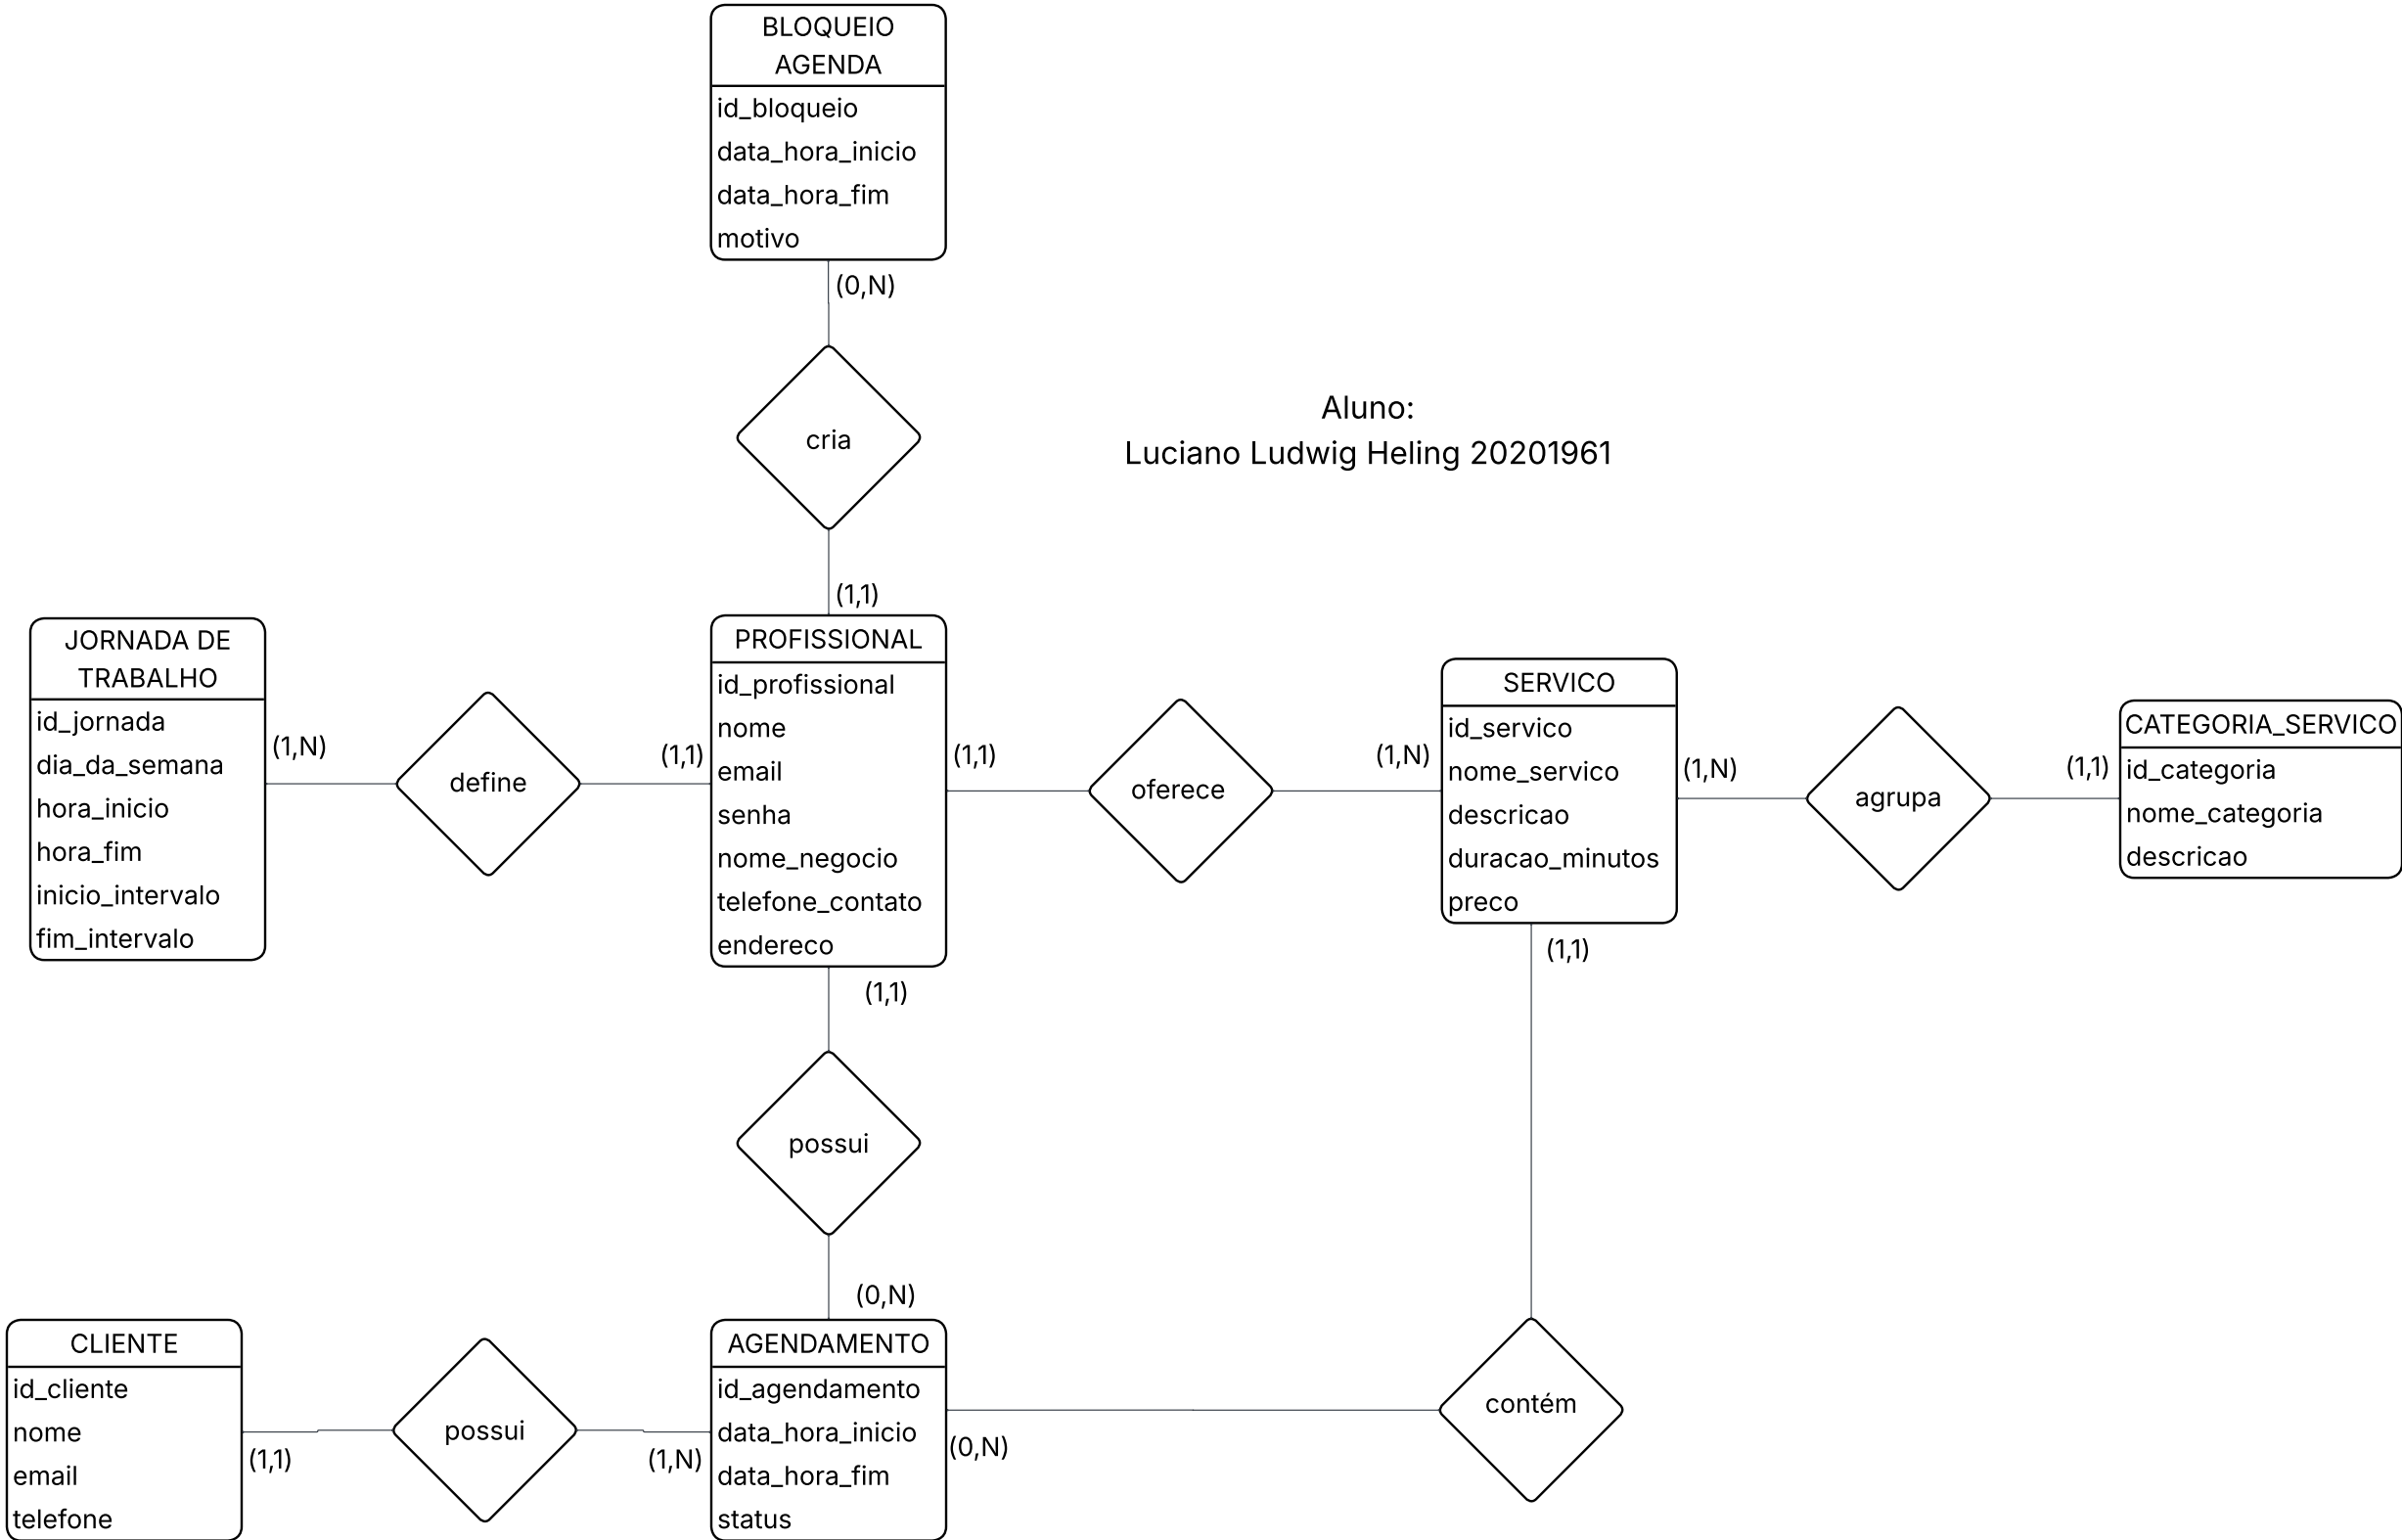 BLOQUEIO
AGENDA
id_bloqueio
data_hora_inicio
data_hora_fim
motivo
(0,N)
cria
(1,1)
Aluno:
Luciano Ludwig Heling 20201961
JORNADA DE
TRABALHO
id_jornada
dia_da_semana
hora_inicio
hora_fim
inicio_intervalo
fim_intervalo
(1,N)
define
(1,1)
PROFISSIONAL
id_profissional
nome
email
senha
nome_negocio
telefone_contato
endereco
(1,1)
oferece
(1,N)
SERVICO
id_servico
nome_servico
descricao
duracao_minutos
preco
(1,N)
agrupa
(1,1)
CATEGORIA_SERVICO
id_categoria
nome_categoria
descricao
(1,1)
(1,1)
possui
(0,N)
CLIENTE
id_cliente
nome
email
telefone
(1,1)
possui
(1,N)
AGENDAMENTO
id_agendamento
data_hora_inicio
data_hora_fim
status
(0,N)
contém